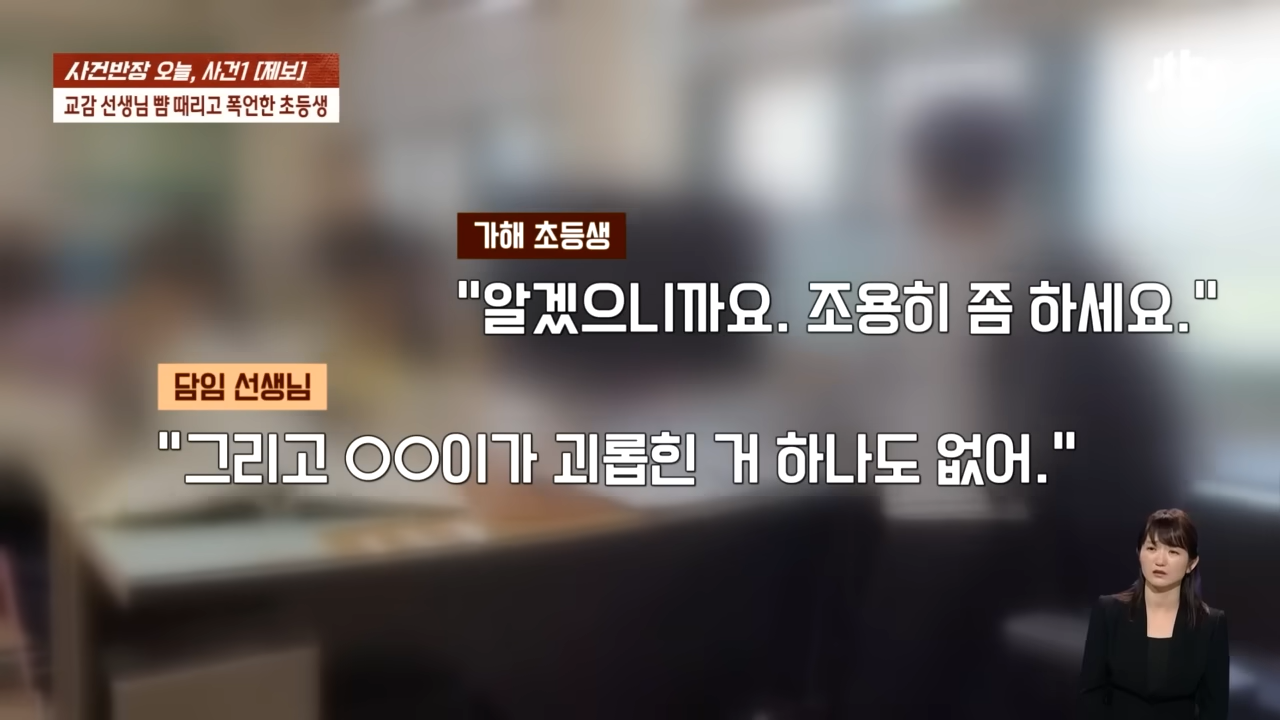 사건반장 오늘, 사건1 [제보]
jtbc
교감 선생님 뺨 때리고 폭언한 초등생
가해 초등생
"알겠으니까요. 조용히 좀 하세요."
담임 선생님
"그리고 ○○이가 괴롭힌 거 하나도 없어."